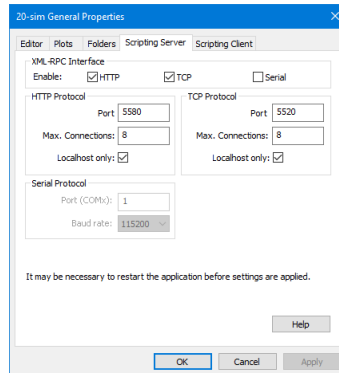 20-sim General Properties
Editor Plots Folders Scripting Server Scripting Client
XML-RPC Interface
Enable: HTTP TCP Serial
HTTP Protocol
Port 5580
Max. Connections: 8
Localhost only:
TCP Protocol
Port 5520
Max. Connections: 8
Localhost only:
Serial Protocol
Port (COMx): 1
Baud rate: 115200
It may be necessary to restart the application before settings are applied.
Help
OK Cancel Apply